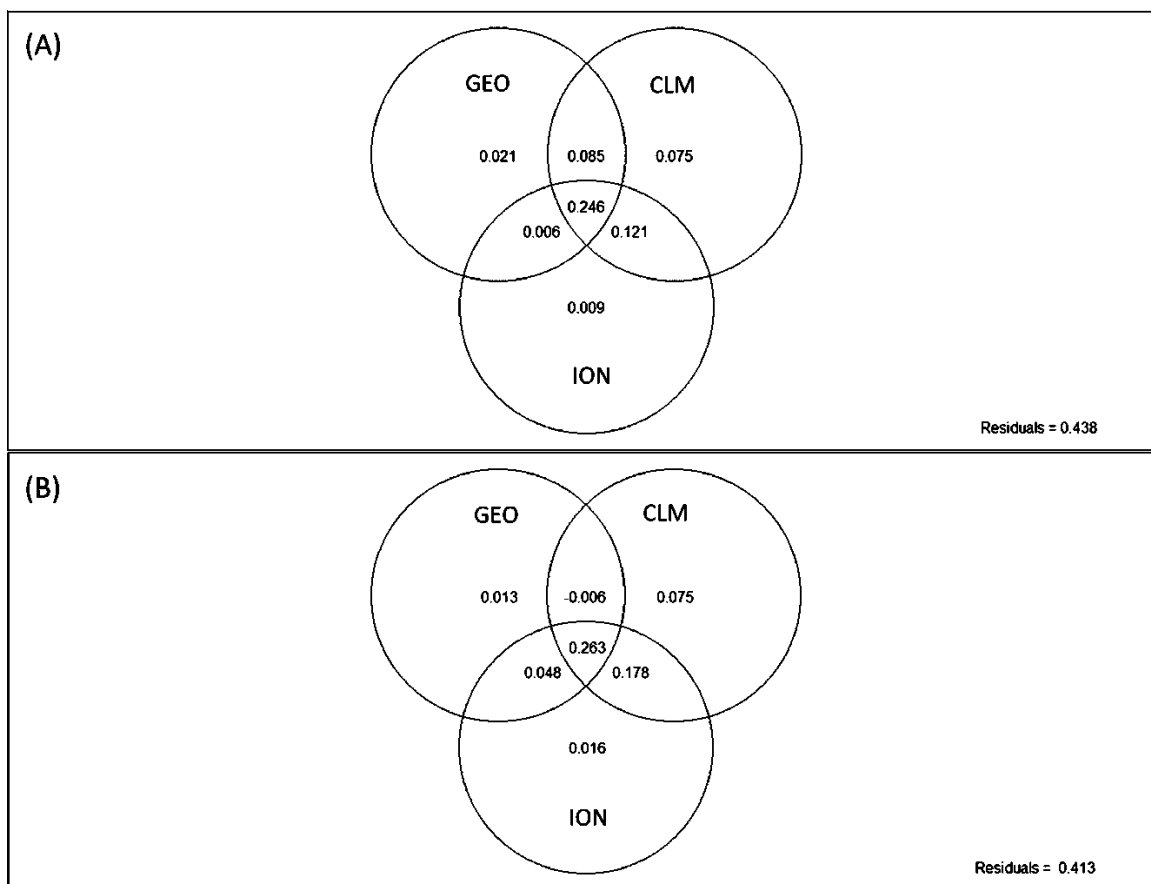 (A)
GEO CLM
0.021 0.085 0.075
0.246
0.006 0.121
0.009
ION
Residuals = 0.438
(B)
GEO CLM
0.013 -0.006 0.075
0.263
0.048 0.178
0.016
ION
Residuals = 0.413